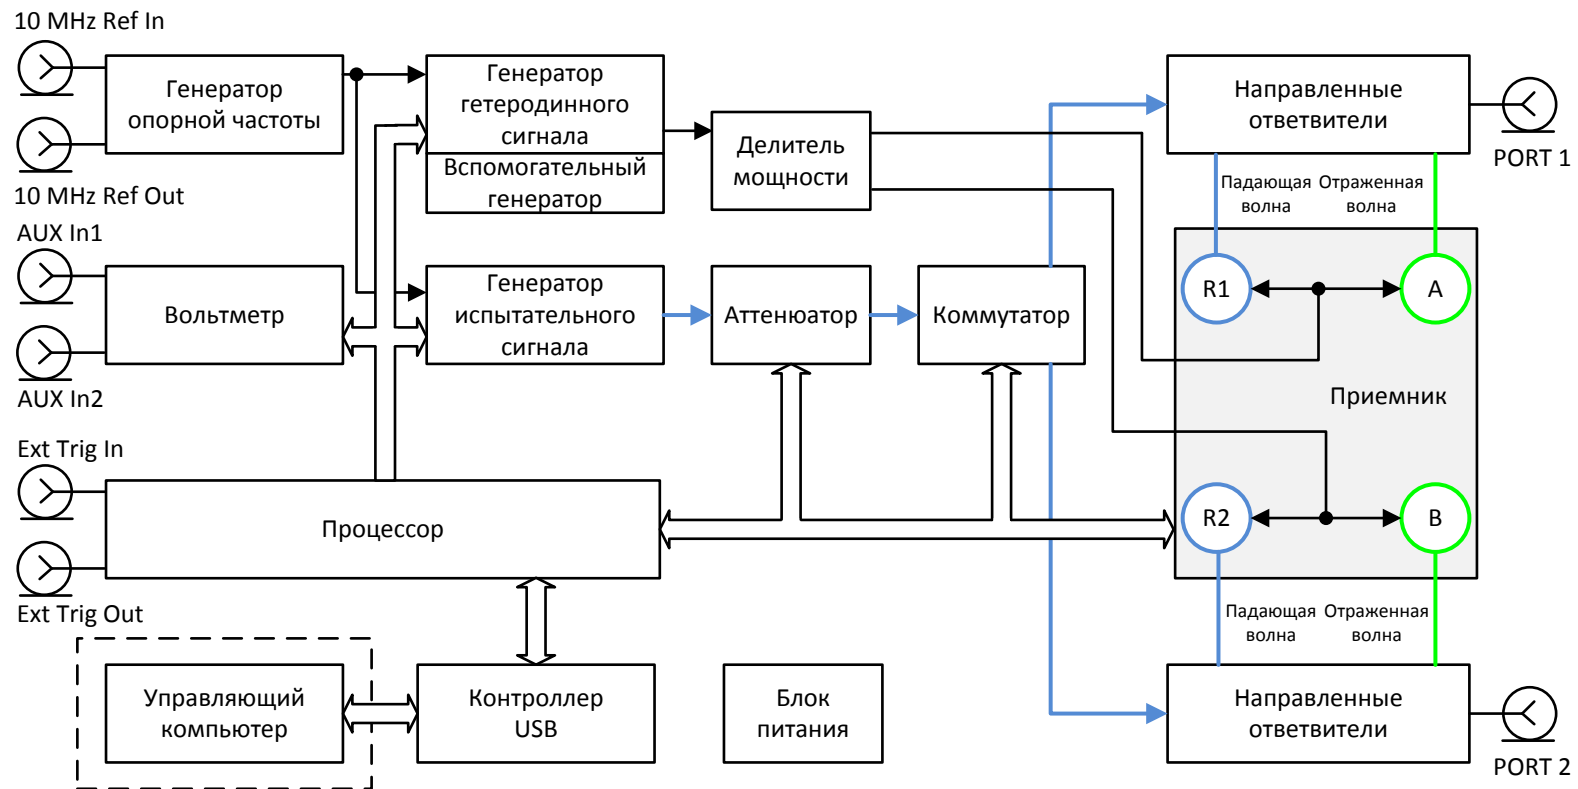 10 MHz Ref In
Генератор
опорной частоты
10 MHz Ref Out
Генератор
гетеродинного
сигнала
Вспомогательный
генератор
Делитель
мощности
Направленные
ответвители
PORT 1
Падающая
волна
Отраженная
волна
AUX In1
Вольтметр
AUX In2
Генератор
испытательного
сигнала
Аттенюатор
Коммутатор
R1
A
Приемник
R2
B
Ext Trig In
Процессор
Ext Trig Out
Падающая
волна
Отраженная
волна
Управляющий
компьютер
Контроллер
USB
Блок
питания
Направленные
ответвители
PORT 2